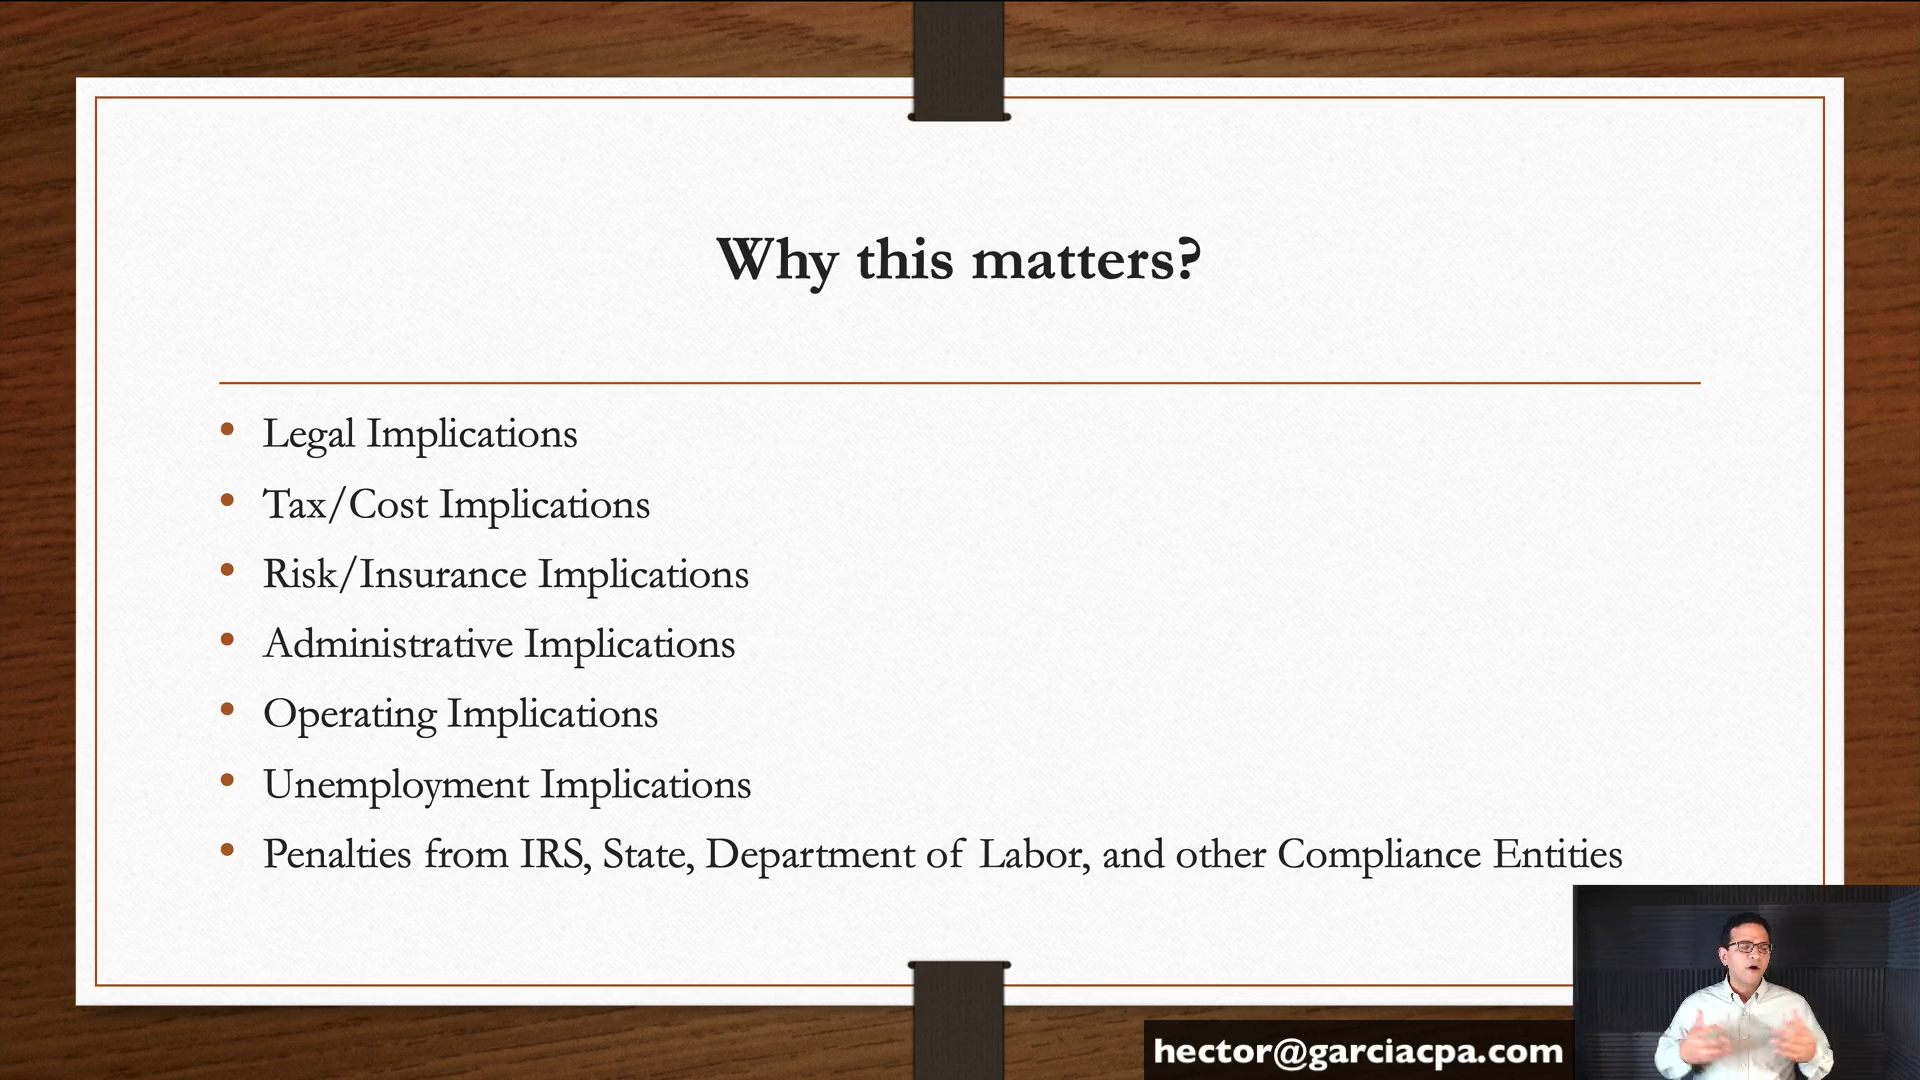 Why this matters?
• Legal Implications
• Tax/Cost Implications
• Risk/Insurance Implications
• Administrative Implications
• Operating Implications
• Unemployment Implications
• Penalties from IRS, State, Department of Labor, and other Compliance Entities
hector@garciacpa.com